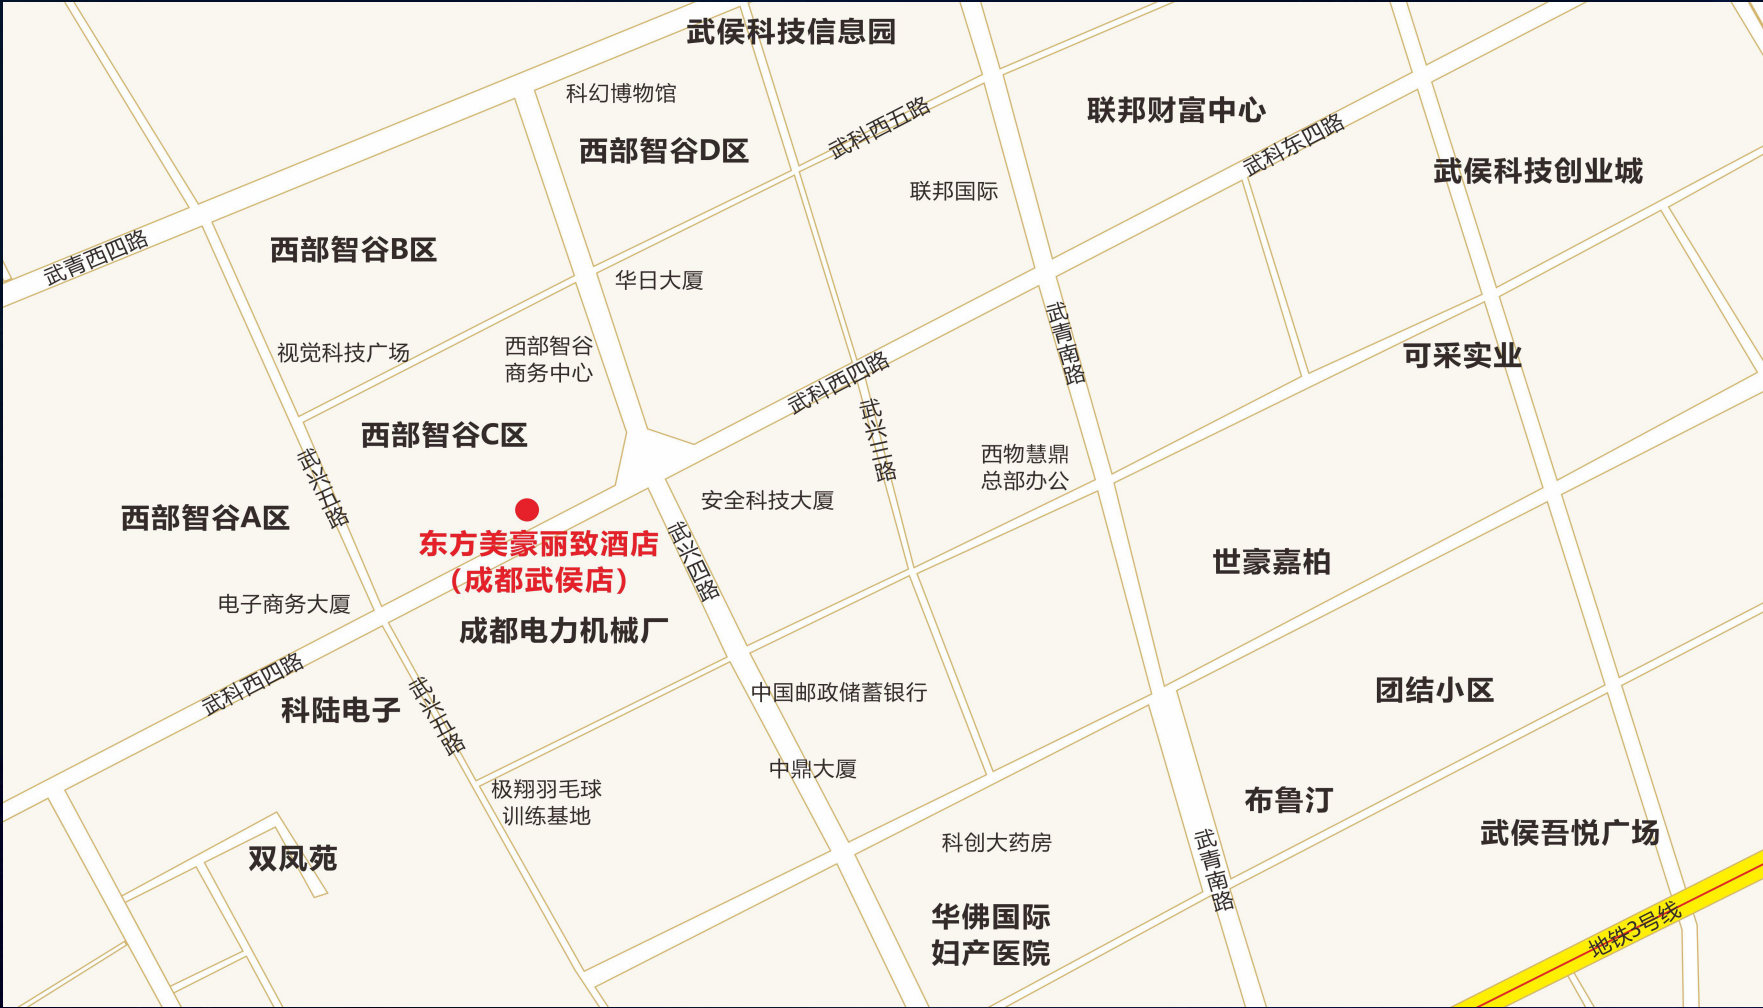 武侯科技信息园
科幻博物馆
西部智谷D区
武科西五路
联邦财富中心
武科东四路
武侯科技创业城
联邦国际
武青西四路
西部智谷B区
华日大厦
武青南路
视觉科技广场
西部智谷
商务中心
可采实业
武科西四路
西部智谷C区
武兴三路
武兴五路
西物慧鼎
总部办公
安全科技大厦
西部智谷A区
东方美豪丽致酒店
（成都武侯店）
武兴四路
世豪嘉柏
电子商务大厦
成都电力机械厂
武科西四路
科陆电子
武兴五路
中国邮政储蓄银行
团结小区
中鼎大厦
极翔羽毛球
训练基地
布鲁汀
武侯吾悦广场
科创大药房
双凤苑
武青南路
华佛国际
妇产医院
地铁3号线